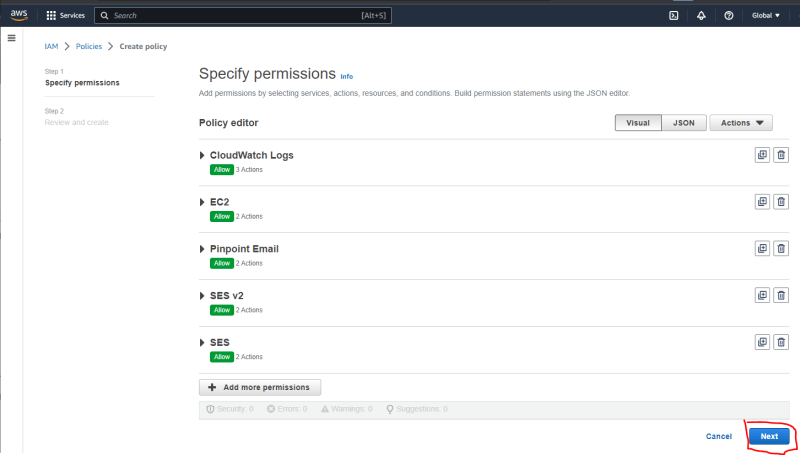 aws Services Search [Alt+S] Global
IAM Policies Create policy
Step 1
Specify permissions
Step 2
Review and create
Specify permissions Info
Add permissions by selecting services, actions, resources, and conditions. Build permission statements using the JSON editor.
Policy editor Visual JSON Actions
CloudWatch Logs
Allow 3 Actions
EC2
Allow 2 Actions
Pinpoint Email
Allow 2 Actions
SES v2
Allow 2 Actions
SES
Allow 2 Actions
Add more permissions
Security: 0 Errors: 0 Warnings: 0 Suggestions: 0
Cancel Next